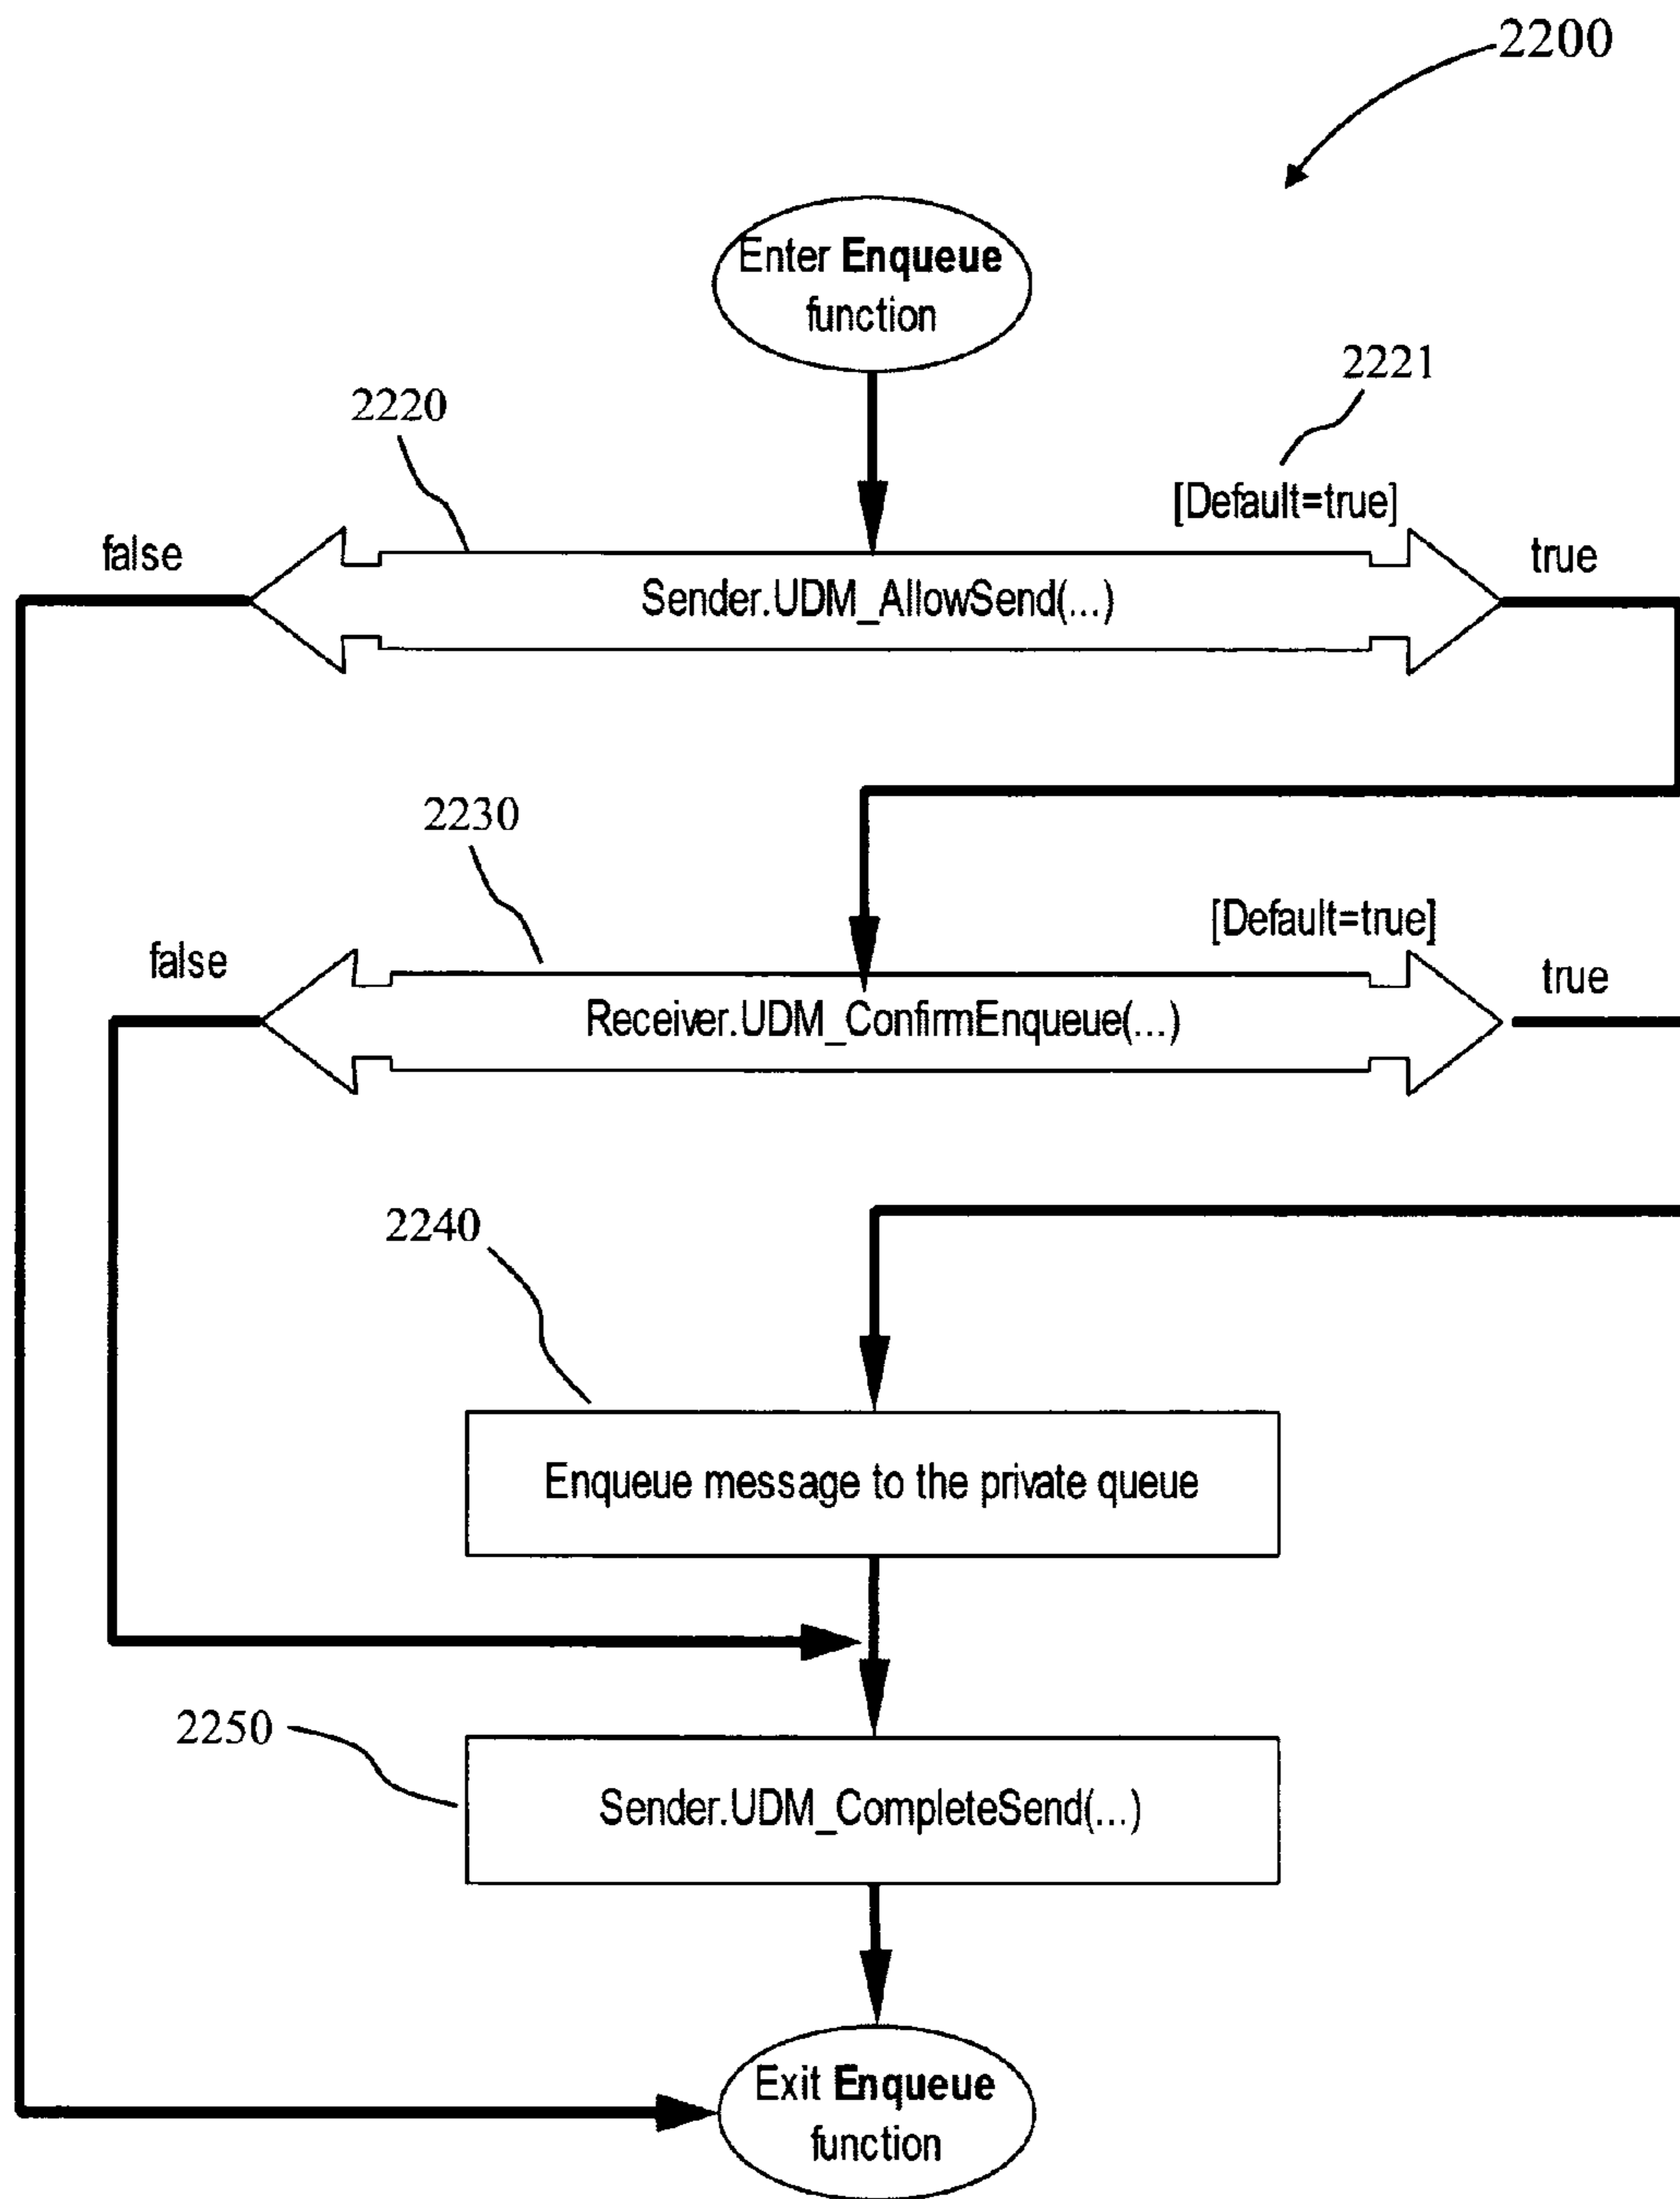 2200
Enter Enqueue
function
2221
2220
[Default=true]
false
true
Sender.UDM_AllowSend(...)
2230
[Default=true]
false
true
Receiver.UDM_ConfirmEnqueue(...)
2240
Enqueue message to the private queue
2250
Sender.UDM_CompleteSend(...)
Exit Enqueue
function